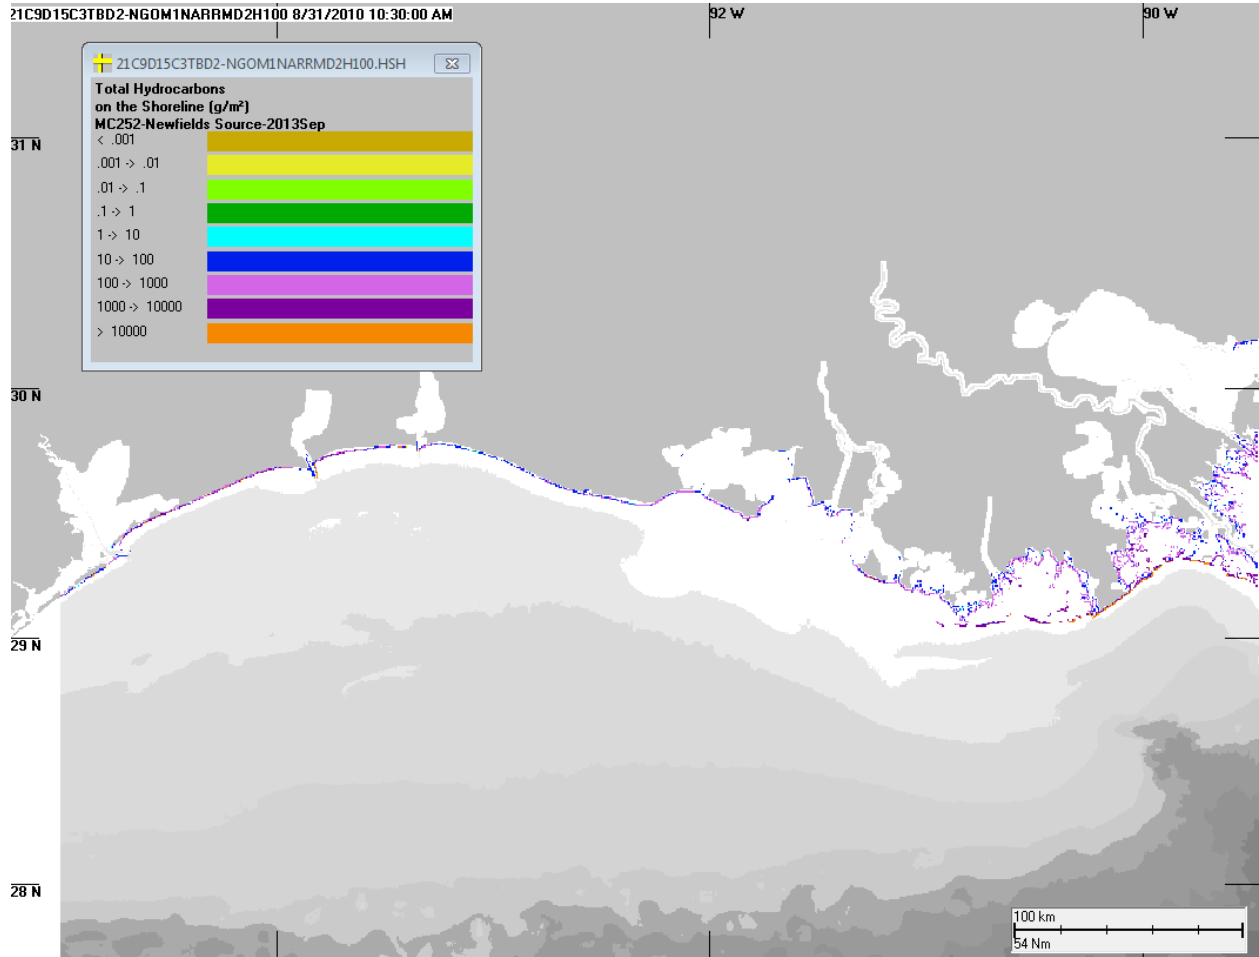 21C9D15C3TBD2-NGOM1NARRMD2H100 8/31/2010 10:30:00 AM
92 W
90 W
21C9D15C3TBD2-NGOM1NARRMD2H100.HSH
Total Hydrocarbons
on the Shoreline (g/m²)
MC252-Newfields Source-2013Sep
< .001
.001 -> .01
.01 -> .1
.1 -> 1
1 -> 10
10 -> 100
100 -> 1000
1000 -> 10000
> 10000
31 N
30 N
29 N
28 N
100 km
54 Nm